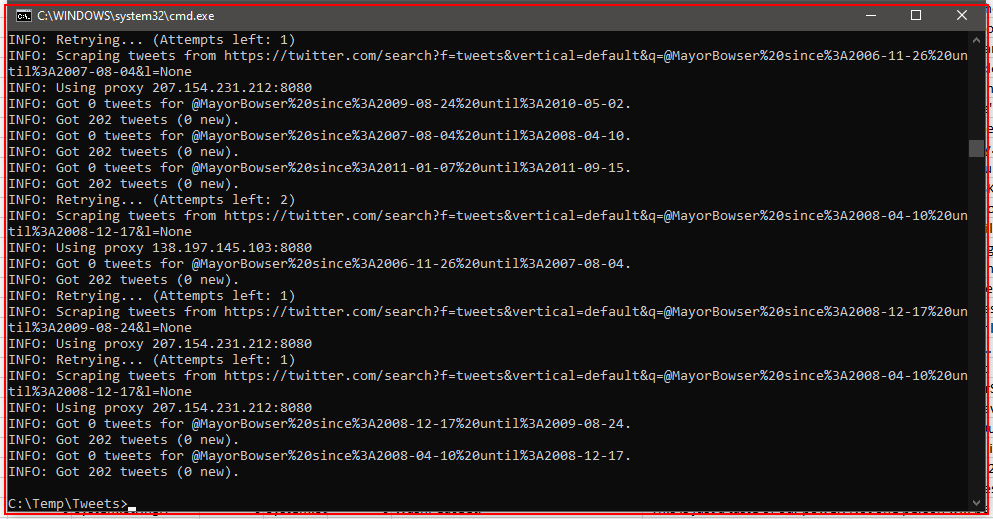 C:\WINDOWS\system32\cmd.exe
INFO: Retrying... (Attempts left: 1)
INFO: Scraping tweets from https://twitter.com/search?f=tweets&vertical=default&q=@MayorBowser%20since%3A2006-11-26%20un
til%3A2007-08-04&l=None
INFO: Using proxy 207.154.231.212:8080
INFO: Got 0 tweets for @MayorBowser%20since%3A2009-08-24%20until%3A2010-05-02.
INFO: Got 202 tweets (0 new).
INFO: Got 0 tweets for @MayorBowser%20since%3A2007-08-04%20until%3A2008-04-10.
INFO: Got 202 tweets (0 new).
INFO: Got 0 tweets for @MayorBowser%20since%3A2011-01-07%20until%3A2011-09-15.
INFO: Got 202 tweets (0 new).
INFO: Retrying... (Attempts left: 2)
INFO: Scraping tweets from https://twitter.com/search?f=tweets&vertical=default&q=@MayorBowser%20since%3A2008-04-10%20un
til%3A2008-12-17&l=None
INFO: Using proxy 138.197.145.103:8080
INFO: Got 0 tweets for @MayorBowser%20since%3A2006-11-26%20until%3A2007-08-04.
INFO: Got 202 tweets (0 new).
INFO: Retrying... (Attempts left: 1)
INFO: Scraping tweets from https://twitter.com/search?f=tweets&vertical=default&q=@MayorBowser%20since%3A2008-12-17%20un
til%3A2009-08-24&l=None
INFO: Using proxy 207.154.231.212:8080
INFO: Retrying... (Attempts left: 1)
INFO: Scraping tweets from https://twitter.com/search?f=tweets&vertical=default&q=@MayorBowser%20since%3A2008-04-10%20un
til%3A2008-12-17&l=None
INFO: Using proxy 207.154.231.212:8080
INFO: Got 0 tweets for @MayorBowser%20since%3A2008-12-17%20until%3A2009-08-24.
INFO: Got 202 tweets (0 new).
INFO: Got 0 tweets for @MayorBowser%20since%3A2008-04-10%20until%3A2008-12-17.
INFO: Got 202 tweets (0 new).
C:\Temp\Tweets>